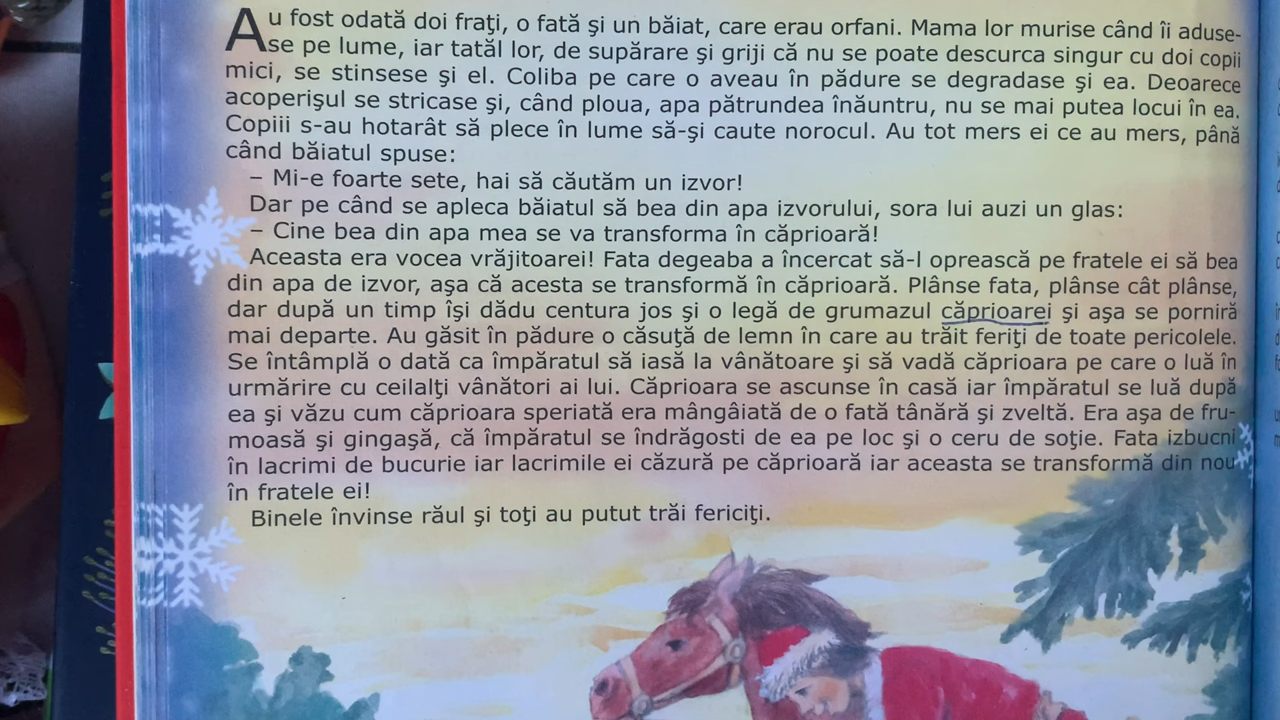 Au fost odată doi fraţi, o fată şi un băiat, care erau orfani. Mama lor murise când îi aduse-
se pe lume, iar tatăl lor, de supărare şi griji că nu se poate descurca singur cu doi copii
mici, se stinsese şi el. Coliba pe care o aveau în pădure se degradase şi ea. Deoarece
acoperişul se stricase şi, când ploua, apa pătrundea înăuntru, nu se mai putea locui în ea.
Copiii s-au hotarât să plece în lume să-şi caute norocul. Au tot mers ei ce au mers, până
când băiatul spuse:
– Mi-e foarte sete, hai să căutăm un izvor!
Dar pe când se apleca băiatul să bea din apa izvorului, sora lui auzi un glas:
– Cine bea din apa mea se va transforma în căprioară!
Aceasta era vocea vrăjitoarei! Fata degeaba a încercat să-l oprească pe fratele ei să bea
din apa de izvor, aşa că acesta se transformă în căprioară. Plânse fata, plânse cât plânse,
dar după un timp îşi dădu centura jos şi o legă de grumazul căprioarei şi aşa se porniră
mai departe. Au găsit în pădure o căsuţă de lemn în care au trăit feriţi de toate pericolele.
Se întâmplă o dată ca împăratul să iasă la vânătoare şi să vadă căprioara pe care o luă în
urmărire cu ceilalţi vânători ai lui. Căprioara se ascunse în casă iar împăratul se luă după
ea şi văzu cum căprioara speriată era mângâiată de o fată tânără şi zveltă. Era aşa de fru-
moasă şi gingaşă, că împăratul se îndrăgosti de ea pe loc şi o ceru de soţie. Fata izbucni
în lacrimi de bucurie iar lacrimile ei căzură pe căprioară iar aceasta se transformă din nou
în fratele ei!
Binele învinse răul şi toţi au putut trăi fericiţi.